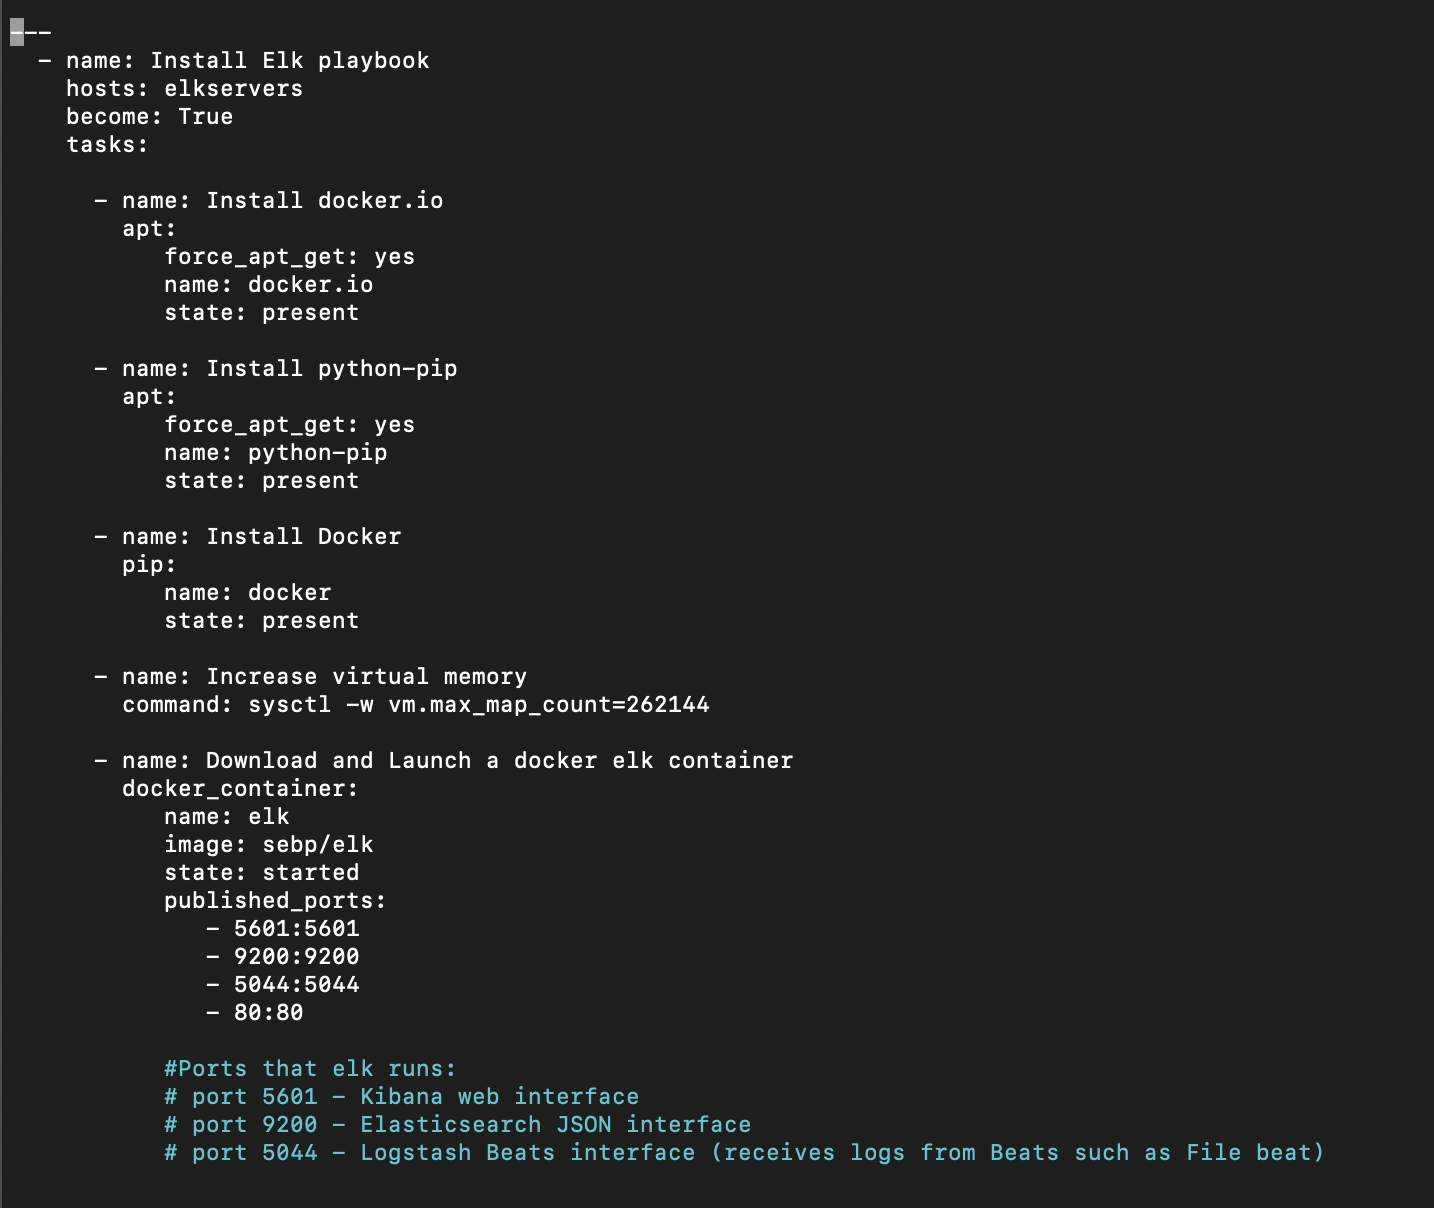 ---
  - name: Install Elk playbook
    hosts: elkservers
    become: True
    tasks:

      - name: Install docker.io
        apt:
           force_apt_get: yes
           name: docker.io
           state: present

      - name: Install python-pip
        apt:
           force_apt_get: yes
           name: python-pip
           state: present

      - name: Install Docker
        pip:
           name: docker
           state: present

      - name: Increase virtual memory
        command: sysctl -w vm.max_map_count=262144

      - name: Download and Launch a docker elk container
        docker_container:
           name: elk
           image: sebp/elk
           state: started
           published_ports:
              - 5601:5601
              - 9200:9200
              - 5044:5044
              - 80:80

           #Ports that elk runs:
           # port 5601 - Kibana web interface
           # port 9200 - Elasticsearch JSON interface
           # port 5044 - Logstash Beats interface (receives logs from Beats such as File beat)